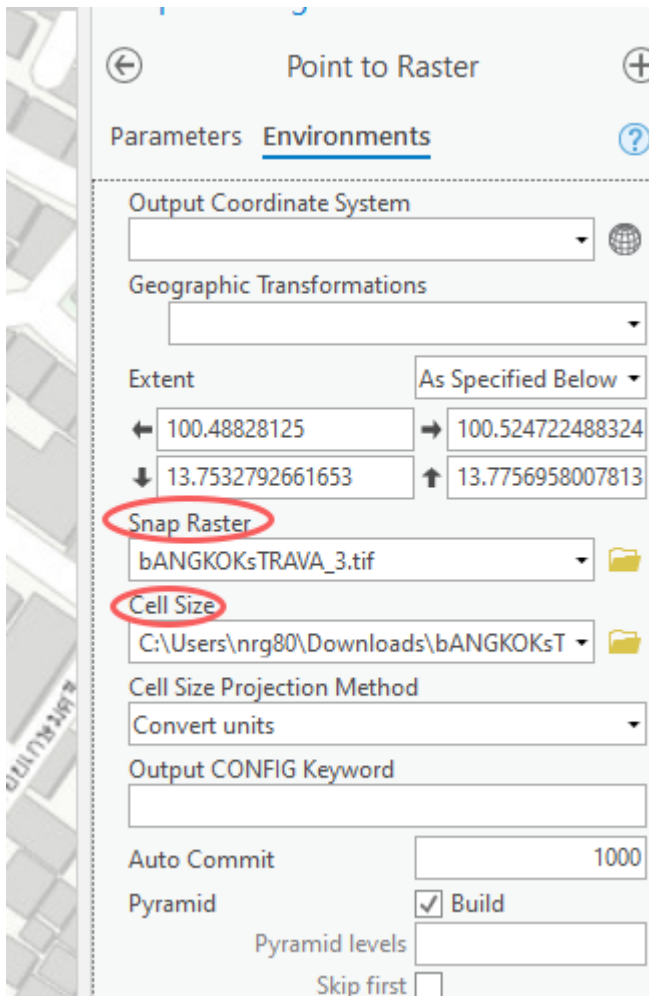 Point to Raster
Parameters Environments
Output Coordinate System
Geographic Transformations
Extent As Specified Below
100.48828125 100.524722488324
13.7532792661653 13.7756958007813
Snap Raster
bANGKOKsTRAVA_3.tif
Cell Size
C:\Users\nrg80\Downloads\bANGKOKsT
Cell Size Projection Method
Convert units
Output CONFIG Keyword
Auto Commit 1000
Pyramid Build
Pyramid levels
Skip first